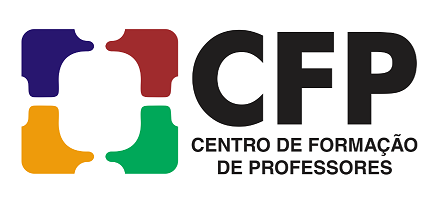 CFP
CENTRO DE FORMAÇÃO
DE PROFESSORES